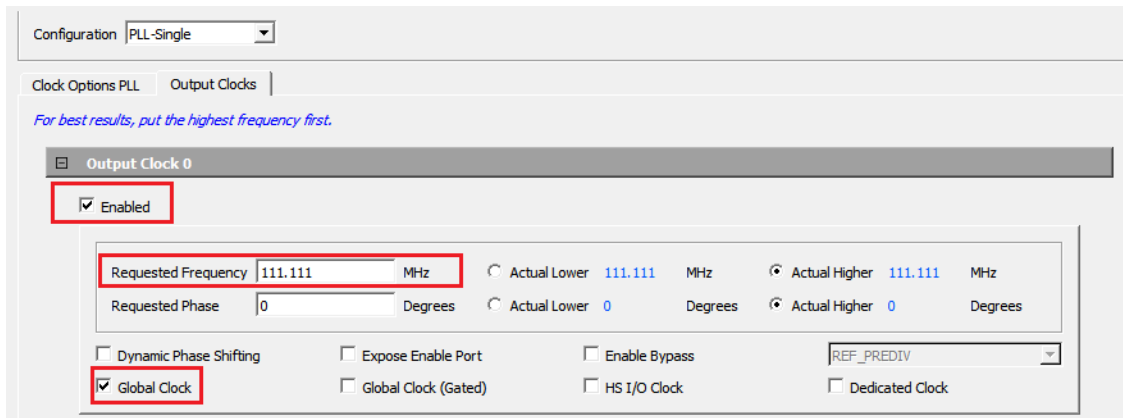 Configuration PLL-Single
Clock Options PLL Output Clocks
For best results, put the highest frequency first.
Output Clock 0
Enabled
Requested Frequency 111.111 MHz Actual Lower 111.111 MHz Actual Higher 111.111 MHz
Requested Phase 0 Degrees Actual Lower 0 Degrees Actual Higher 0 Degrees
Dynamic Phase Shifting Expose Enable Port Enable Bypass REF_PREDIV
Global Clock Global Clock (Gated) HS I/O Clock Dedicated Clock